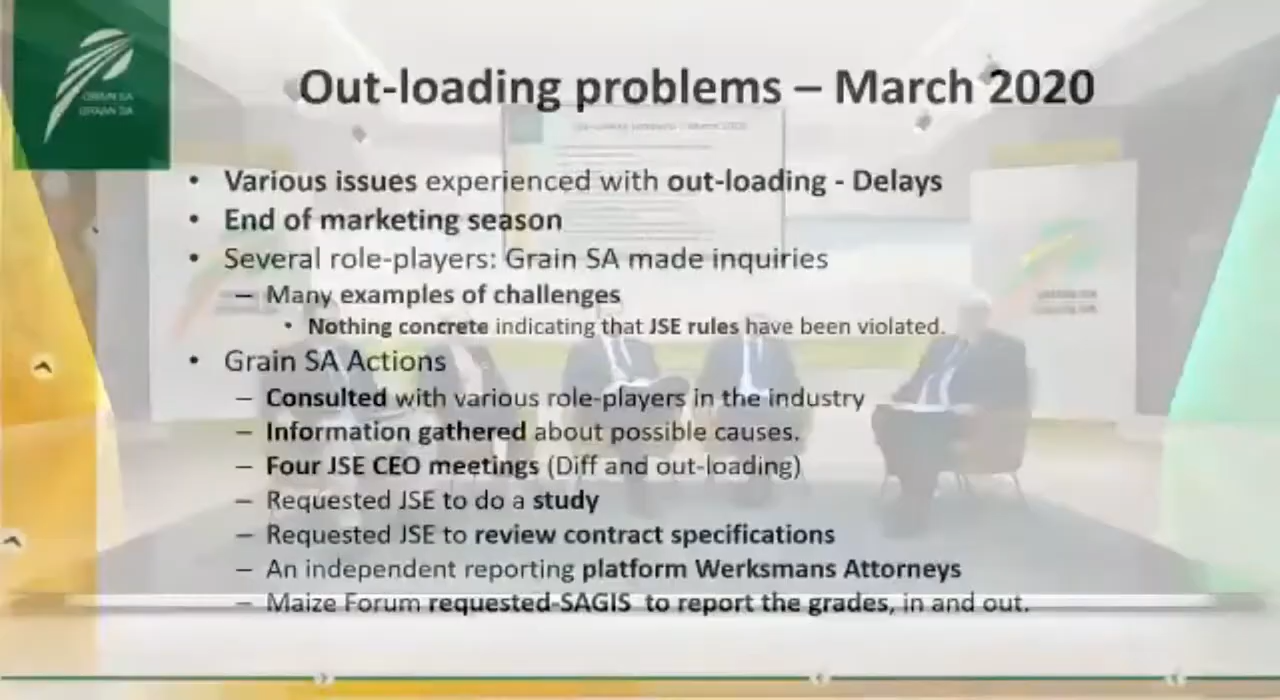 GRAIN SA
GRAAN SA
Out-loading problems – March 2020
• Various issues experienced with out-loading - Delays
• End of marketing season
• Several role-players: Grain SA made inquiries
– Many examples of challenges
• Nothing concrete indicating that JSE rules have been violated.
• Grain SA Actions
– Consulted with various role-players in the industry
– Information gathered about possible causes.
– Four JSE CEO meetings (Diff and out-loading)
– Requested JSE to do a study
– Requested JSE to review contract specifications
– An independent reporting platform Werksmans Attorneys
– Maize Forum requested-SAGIS to report the grades, in and out.